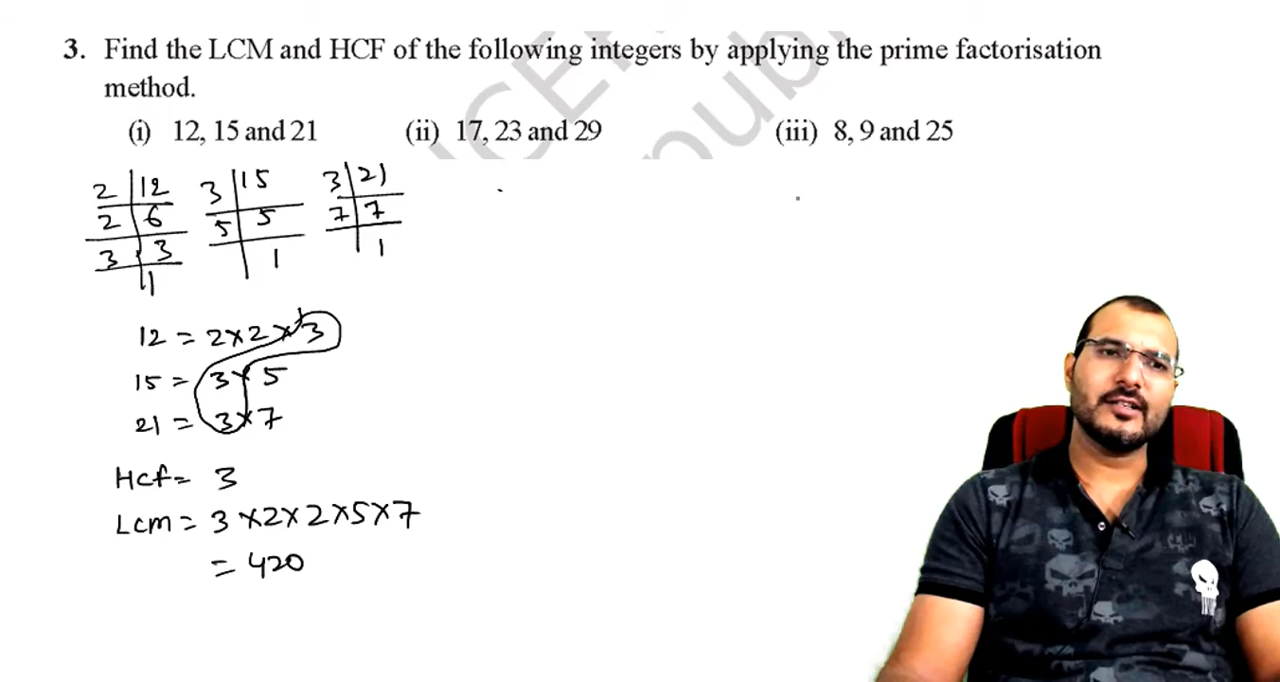 3. Find the LCM and HCF of the following integers by applying the prime factorisation
method.
(i) 12, 15 and 21 (ii) 17, 23 and 29 (iii) 8, 9 and 25
2 | 12 3 | 15 3 | 21
2 | 6 5 | 5 7 | 7
3 | 3 1 1
1
12 = 2×2×3
15 = 3×5
21 = 3×7
Hcf = 3
Lcm = 3×2×2×5×7
= 420